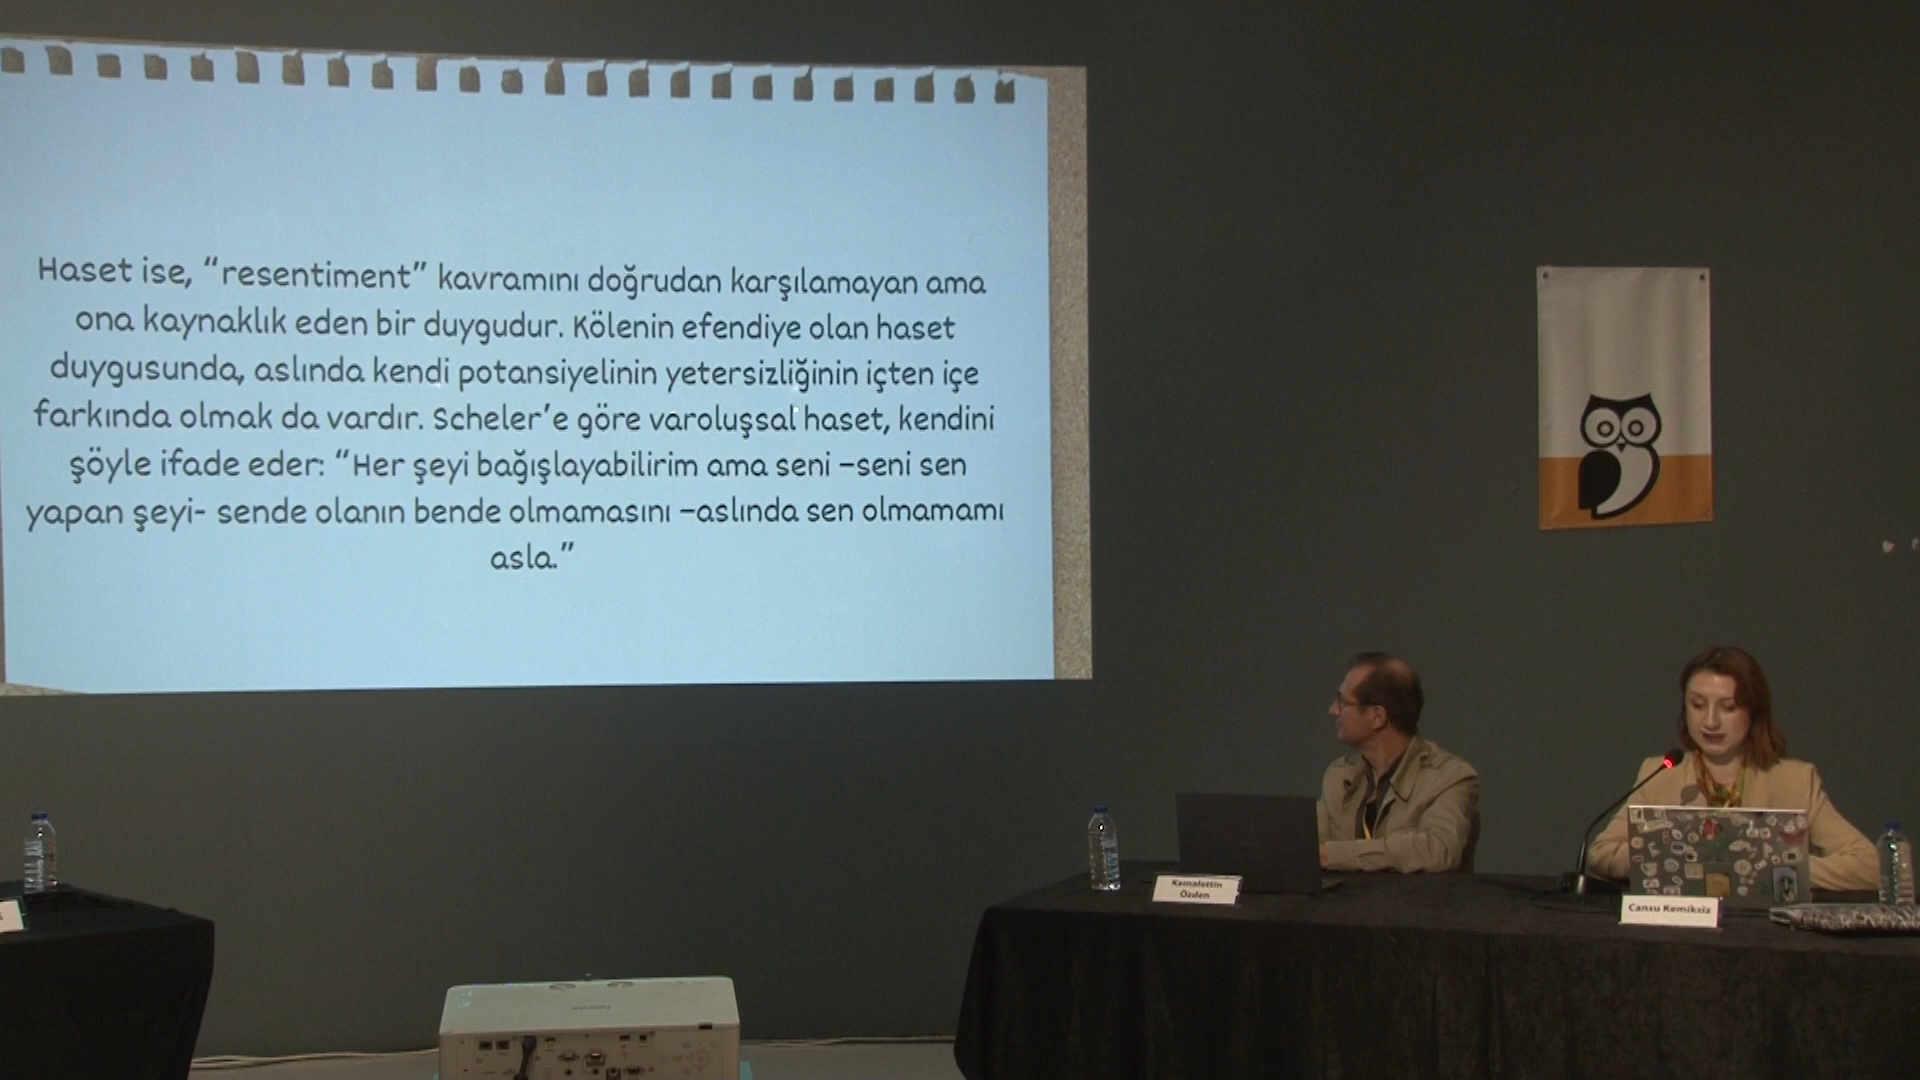 Haset ise, “resentiment” kavramını doğrudan karşılamayan ama
ona kaynaklık eden bir duygudur. Kölenin efendiye olan haset
duygusunda, aslında kendi potansiyelinin yetersizliğinin içten içe
farkında olmak da vardır. Scheler’e göre varoluşsal haset, kendini
şöyle ifade eder: “Her şeyi bağışlayabilirim ama seni –seni sen
yapan şeyi- sende olanın bende olmamasını –aslında sen olmamamı
asla.”
Kemalettin
Özden
Cansu Kemiksiz